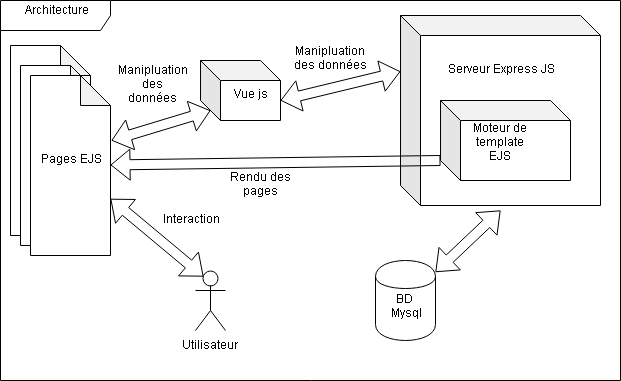 Architecture
Manipluation
des
données
Manipluation
des données
Vue js
Serveur Express JS
Moteur de
template
EJS
Pages EJS
Rendu des
pages
Interaction
Utilisateur
BD
Mysql